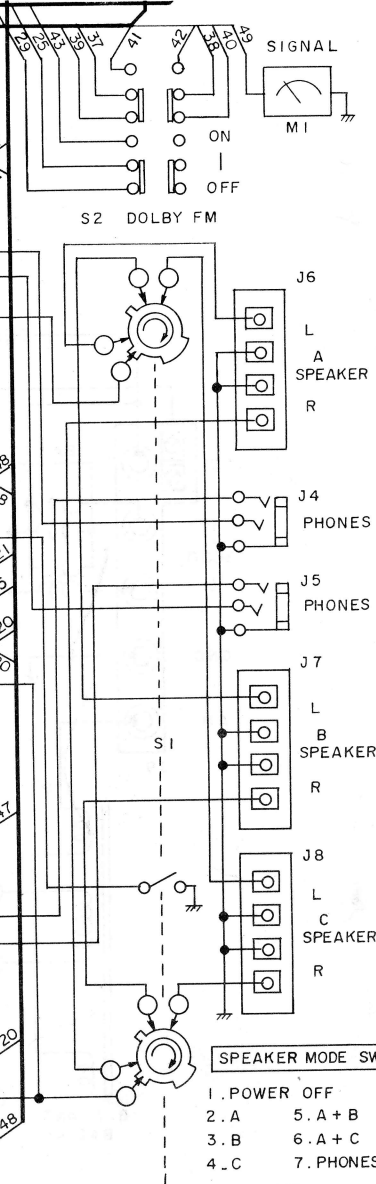 29
25
43
39
37
41
42
38
40
49
SIGNAL
M1
ON
|
OFF
S2 DOLBY FM
J6
L
A
SPEAKER
R
J4
PHONES
J5
PHONES
J7
L
B
SPEAKER
R
S1
J8
L
C
SPEAKER
R
47
20
48
SPEAKER MODE SW
1.POWER OFF
2.A 5.A+B
3.B 6.A+C
4.C 7.PHONES